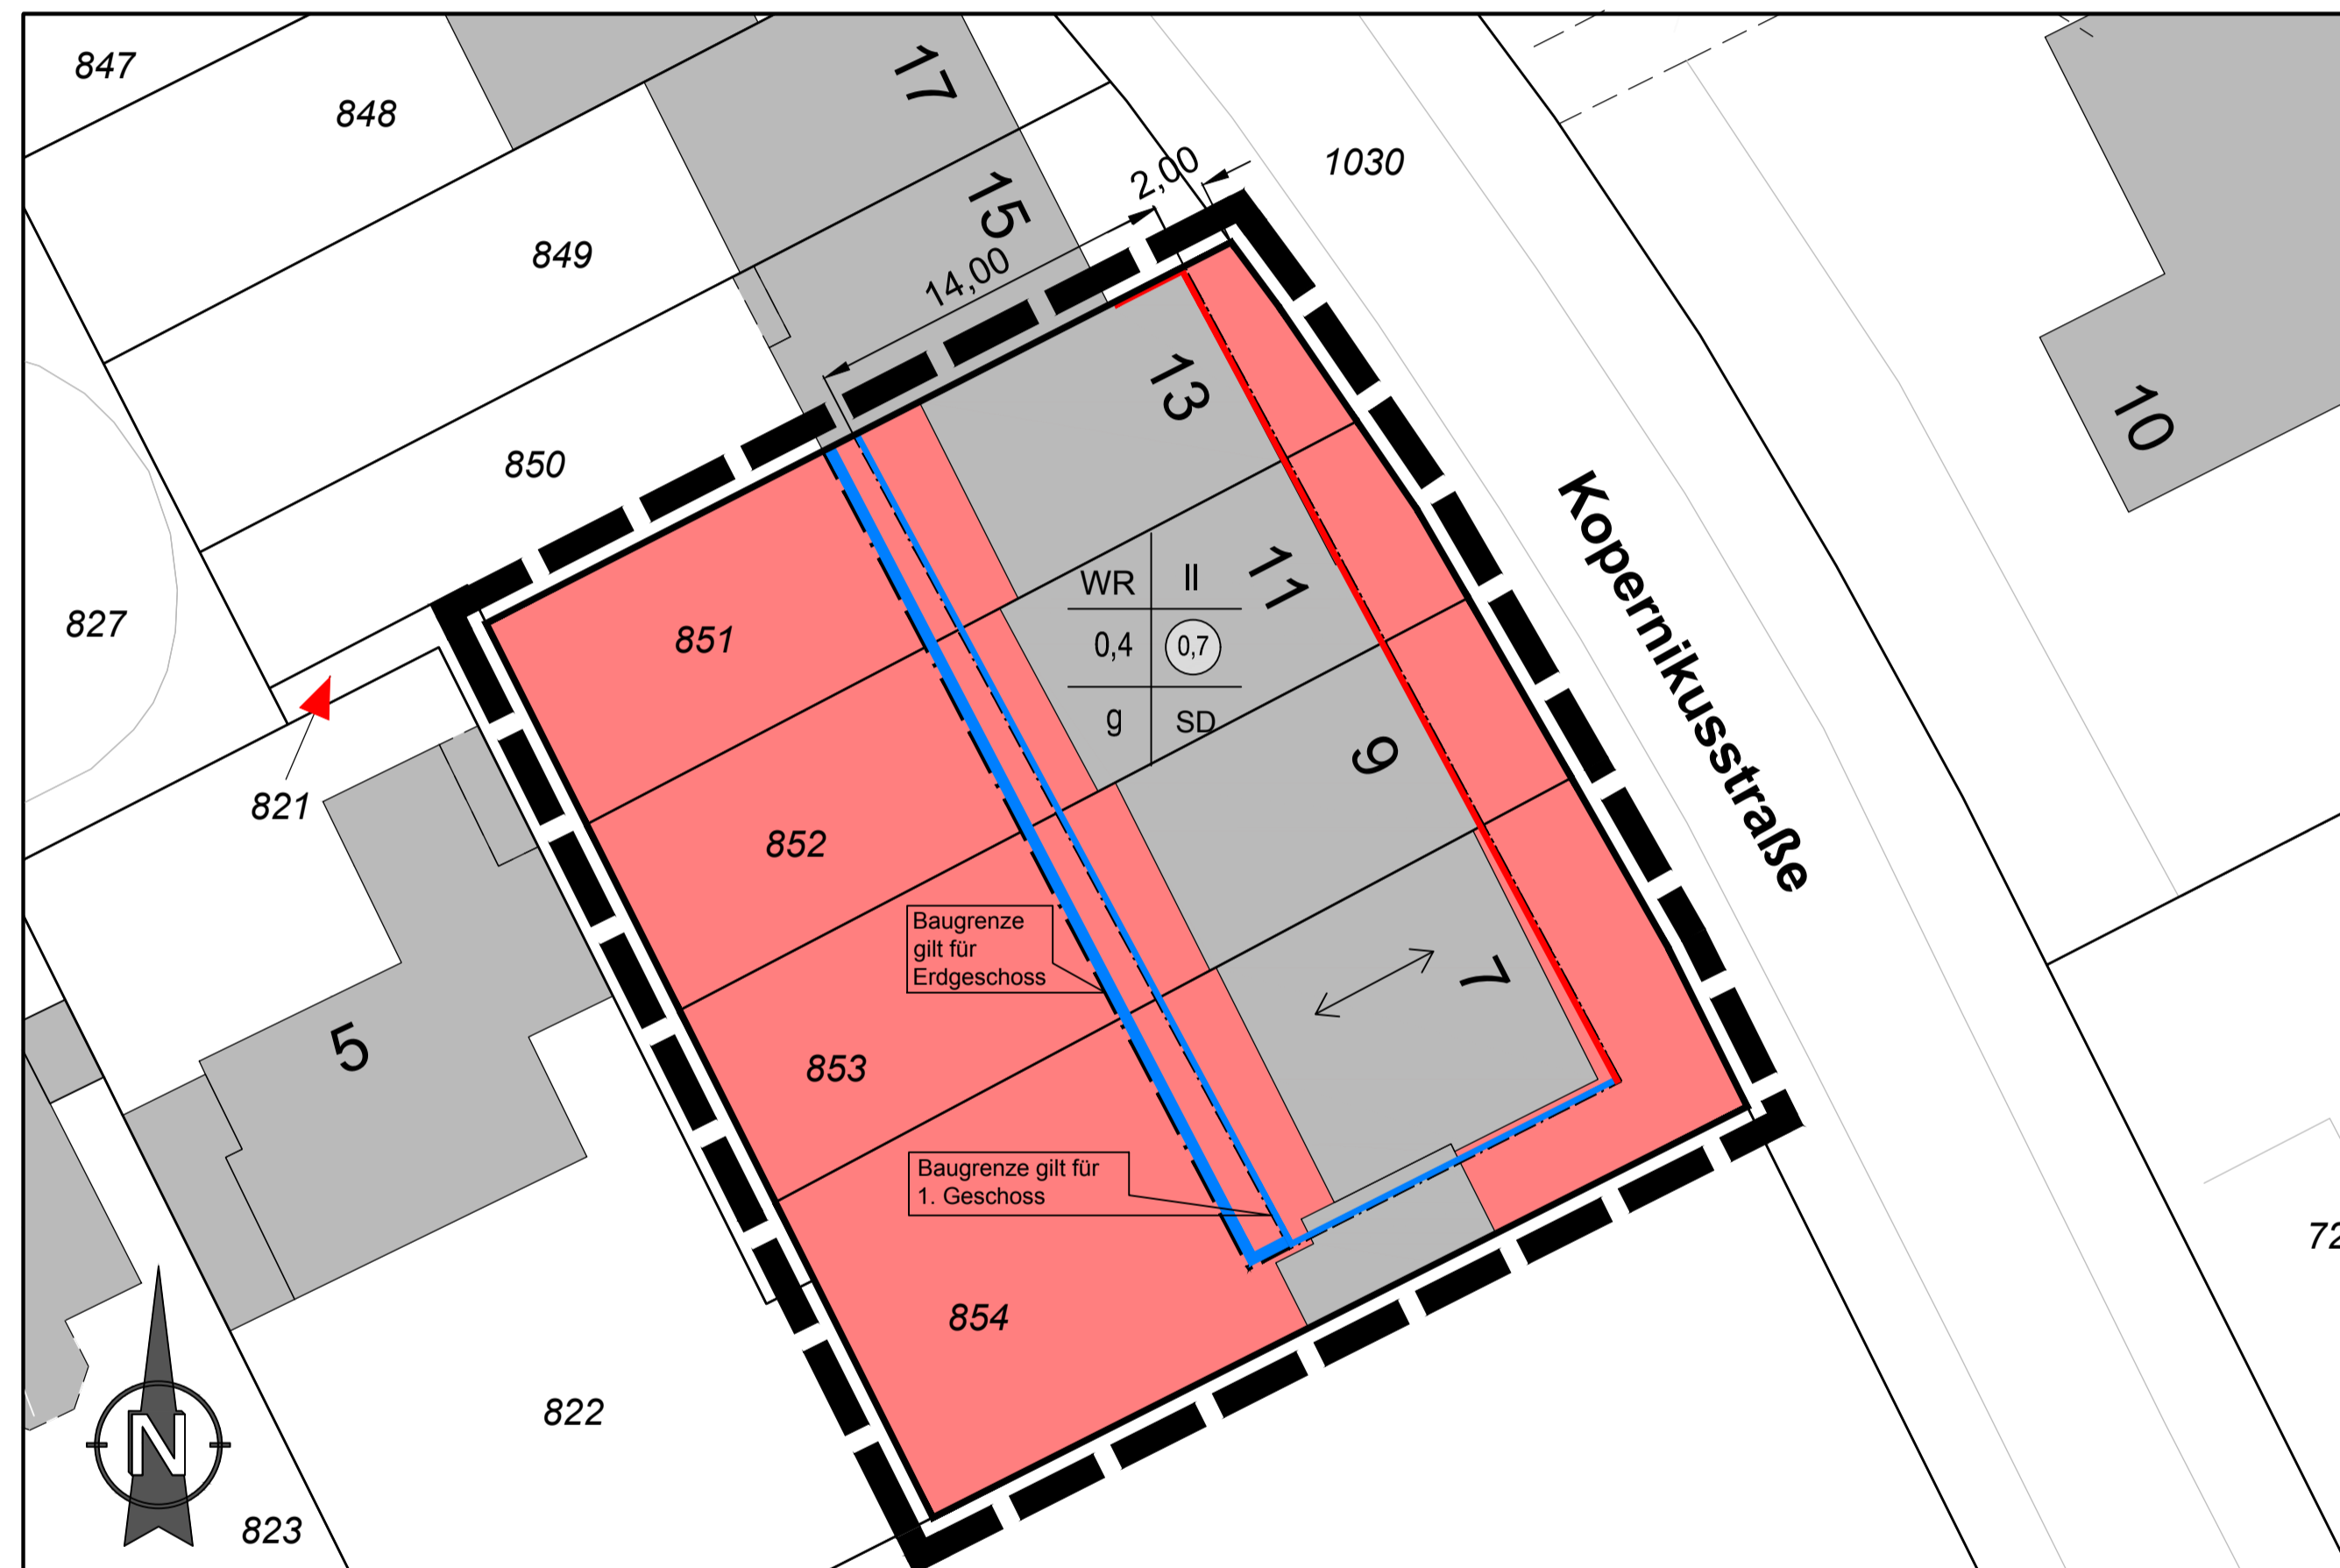 847
848
17
1030
2,00
15
849
14,00
13
10
850
Kopernikusstraße
WR
II
11
827
851
0,4
0,7
g
SD
9
821
852
Baugrenze
gilt für
Erdgeschoss
7
5
853
Baugrenze gilt für
1. Geschoss
854
822
N
823